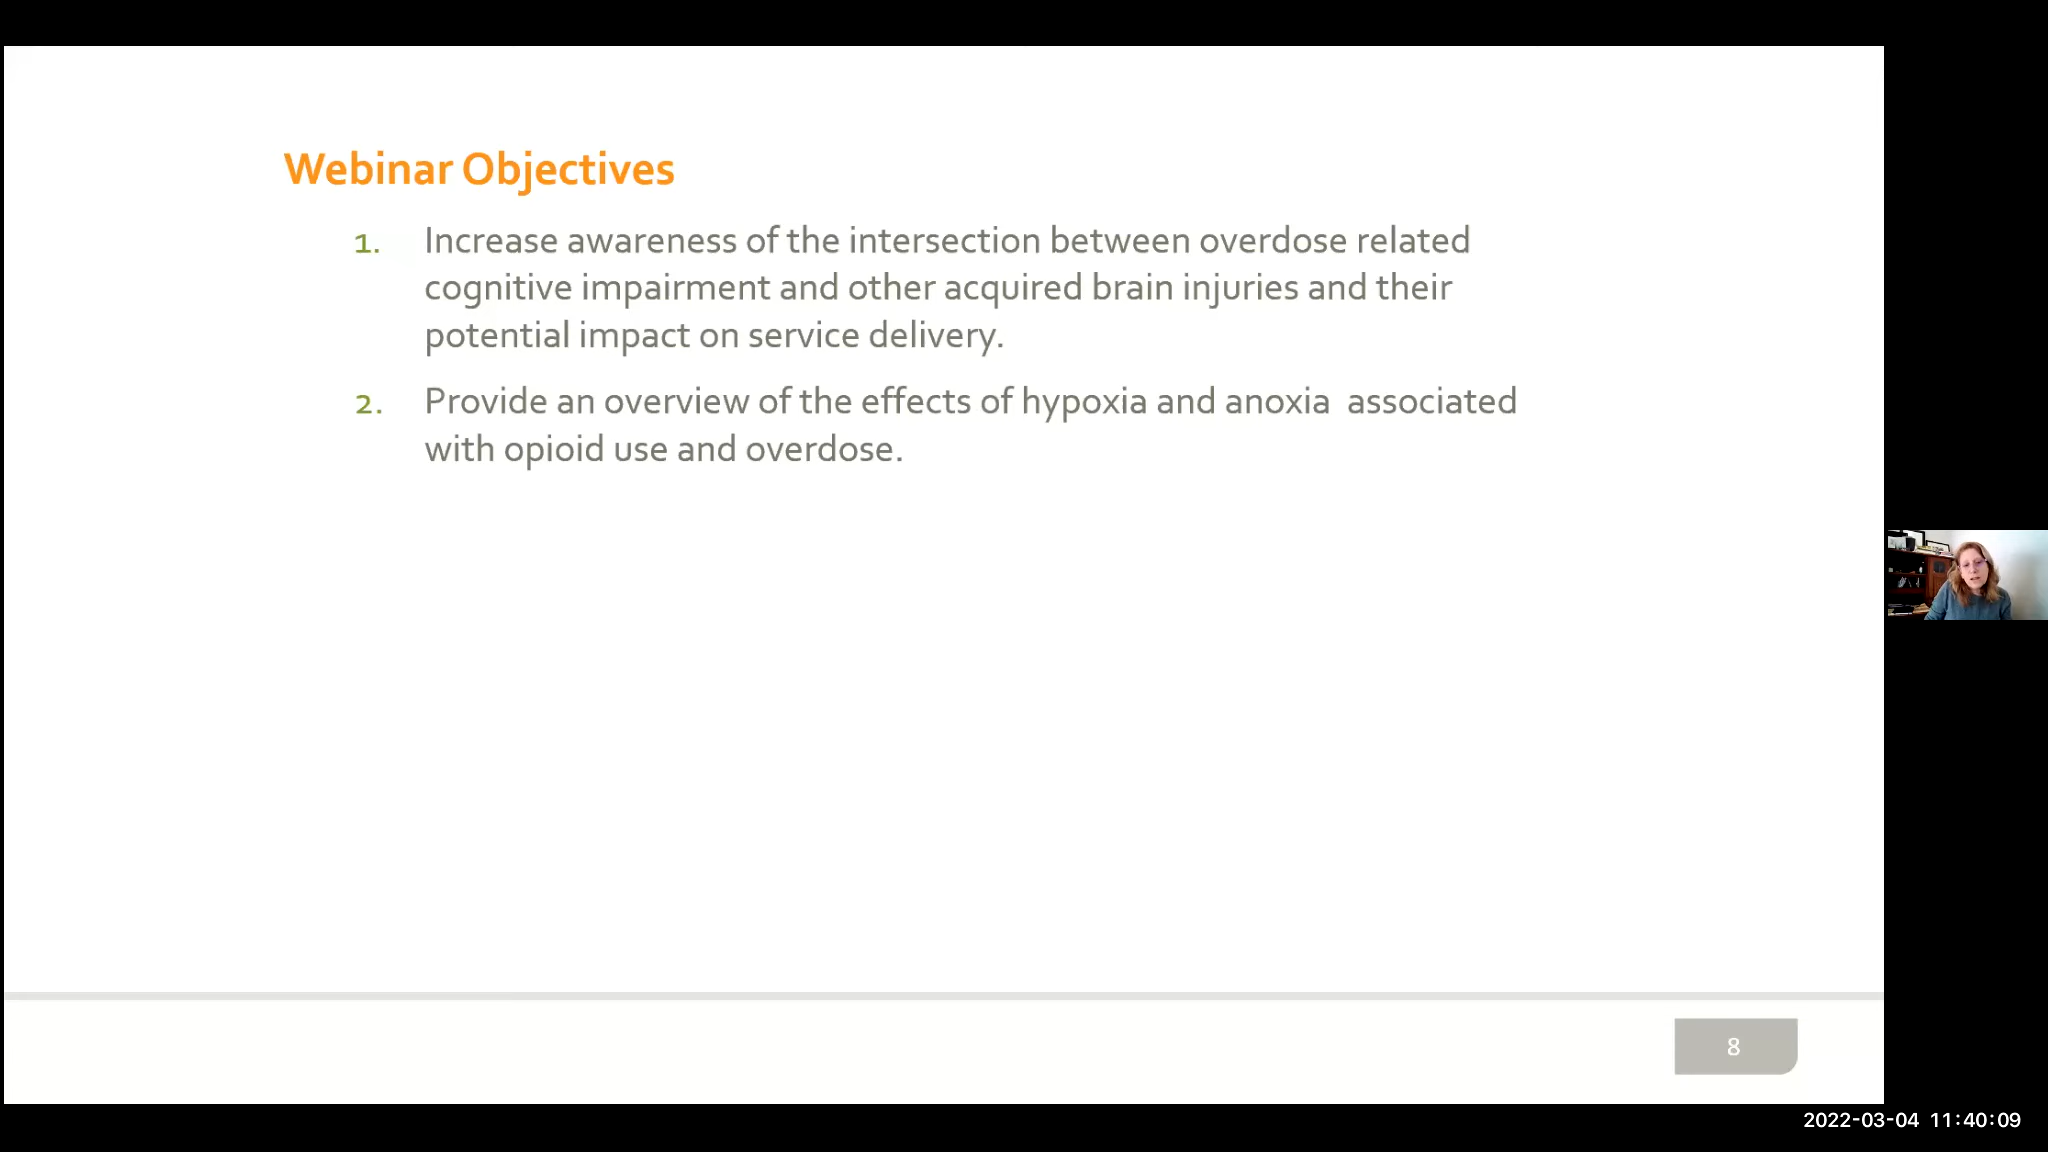 Webinar Objectives
1. Increase awareness of the intersection between overdose related
cognitive impairment and other acquired brain injuries and their
potential impact on service delivery.
2. Provide an overview of the effects of hypoxia and anoxia  associated
with opioid use and overdose.
8
2022-03-04 11:40:09